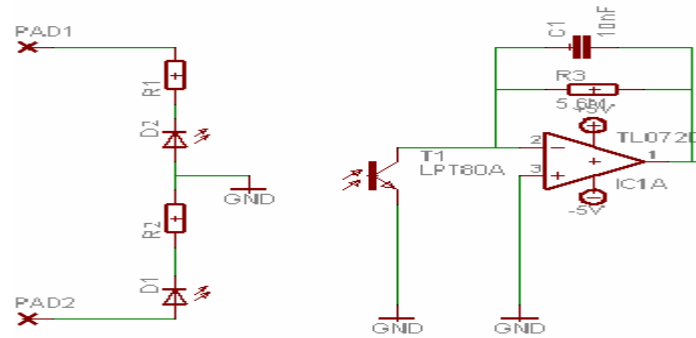 PAD1
R1
D2
GND
R2
D1
PAD2
C1
10nF
R3
5.6M
+5V
2
3
1
TL072D
IC1A
-5V
T1
LPT80A
GND
GND